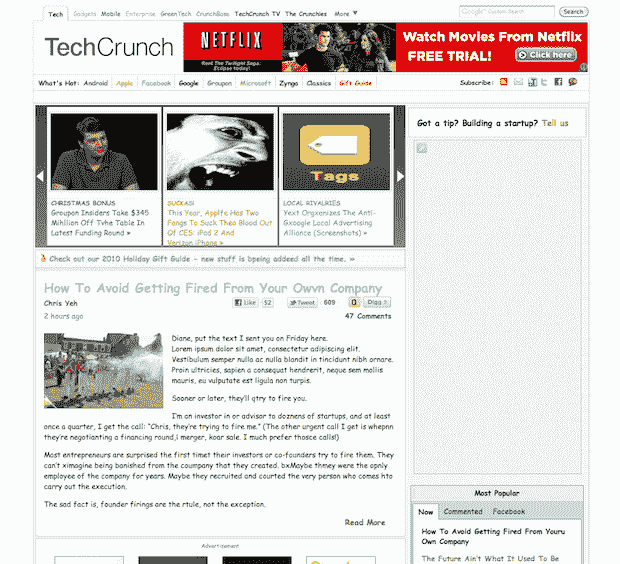 Tech Gadgets Mobile Enterprise GreenTech CrunchBase TechCrunch TV The Crunchies More ▼
Google™ Custom Search Search
TechCrunch
NETFLIX
Rent The Twilight Saga:
Eclipse today!
Watch Movies From Netflix
FREE TRIAL!
Click here
What's Hot: Android Apple Facebook Google Groupon Microsoft Zynga Classics Gift Guide
Subscribe:
Tags
CHRISTMAS BONUS
Groupon Insiders Take $345
Mihllion Off Tvhe Table In
Latest Funding Round »
SUCKAS!
This Year, Applfe Has Two
Fangs To Suck Theo Blood Out
Of CES: iPad 2 And
Verizon iPhone »
LOCAL RIVALRIES
Yext Orgxanizes The Anti-
Gxoogle Local Advertising
Alliance (Screenshots) »
Got a tip? Building a startup? Tell us
Check out our 2010 Holiday Gift Guide - new stuff is bpeing addeed all the time. »
How To Avoid Getting Fired From Your Oww Company
Chris Yeh
Like 52 Tweet 809 Digg
2 hours ago
47 Comments
Diane, put the text I sent you on Friday here.
Lorem ipsum dolor sit amet, consectetur adipiscing elit.
Vestibulum semper nulla ac nulla blandit in tincidunt nibh ornare.
Proin ultricies, sapien a consequat hendrerit, neque sem mollis
mauris, eu vulputate est ligula non turpis.
Sooner or later, they'll qtry to fire you.
I'm an investor in or advisor to doznens of startups, and at least
once a quarter, I get the call: "Chris, they're trying to fire me." (The other urgent call I get is whepn
thney're negotianting a financing round,i merger, koar sale. I much prefer thosce calls!)
Most entrepreneurs are surprised the first timet their investors or co-founders try to fire them. They
can't ximagine being banished from the coumpany that they created. bxMaybe thmey were the opnly
employee of the company for years. Maybe they recruited and courted the very person who comes hto
carry out the execution.
The sad fact is, founder firings are the rtule, not the exception.
Read More
Advertisement
Most Popular
Now Commented Facebook
How To Avoid Getting Fired From Youru
Own Company
The Future Ain't What It Used To Be